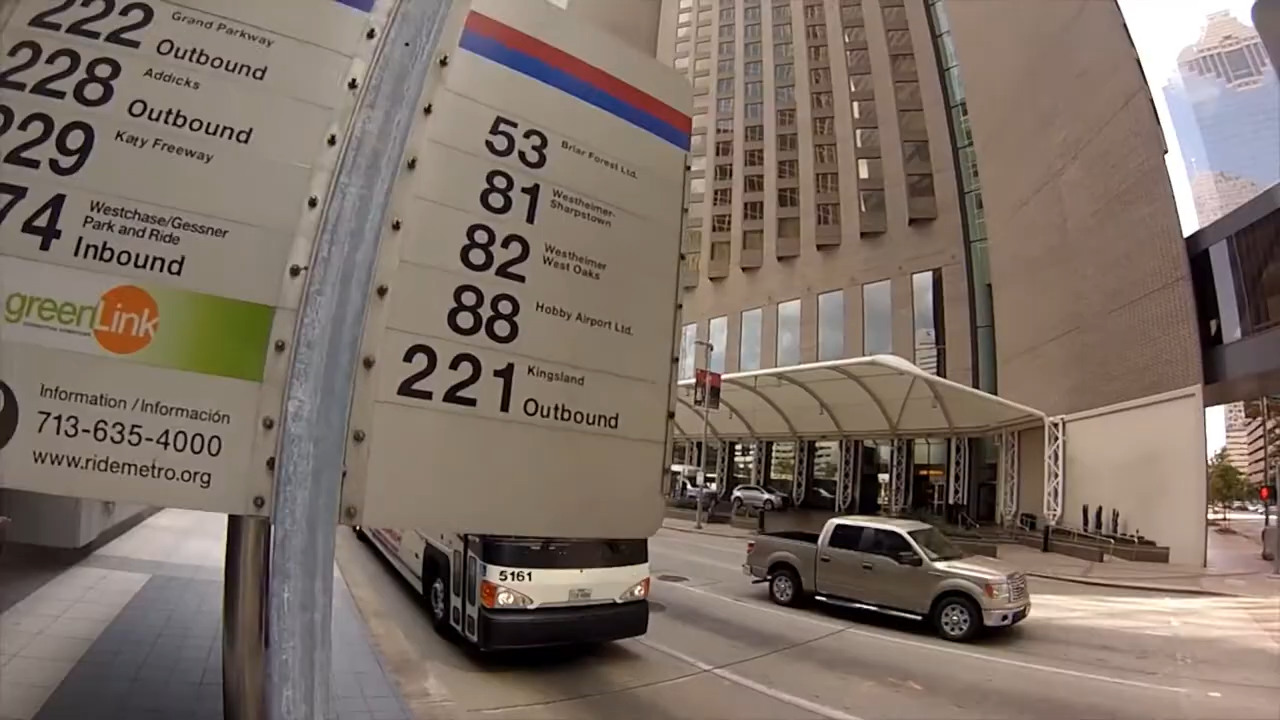 222 Grand Parkway
Outbound
228 Addicks
Outbound
229 Katy Freeway
74 Westchase/Gessner
Park and Ride
Inbound
greenLink
Information / Información
713-635-4000
www.ridemetro.org
53 Briar Forest Ltd.
81 Westheimer-
Sharpstown
82 Westheimer
West Oaks
88 Hobby Airport Ltd.
221 Kingsland
Outbound
5161